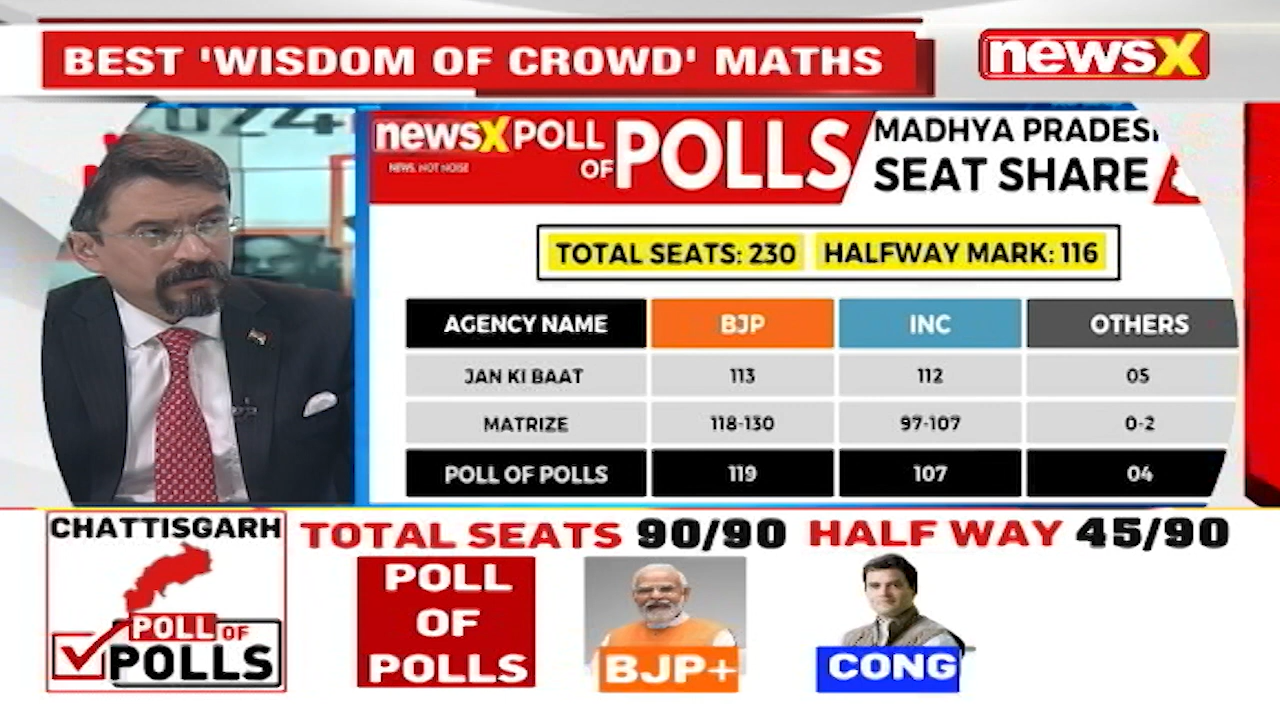 BEST 'WISDOM OF CROWD' MATHS
newsX
024
newsX POLL OF POLLS
NEWS, NOT NOISE
MADHYA PRADESH
SEAT SHARE
TOTAL SEATS: 230 HALFWAY MARK: 116
AGENCY NAME BJP INC OTHERS
JAN KI BAAT 113 112 05
MATRIZE 118-130 97-107 0-2
POLL OF POLLS 119 107 04
CHATTISGARH
POLL OF
POLLS
TOTAL SEATS 90/90 HALF WAY 45/90
POLL
OF
POLLS
BJP+
CONG